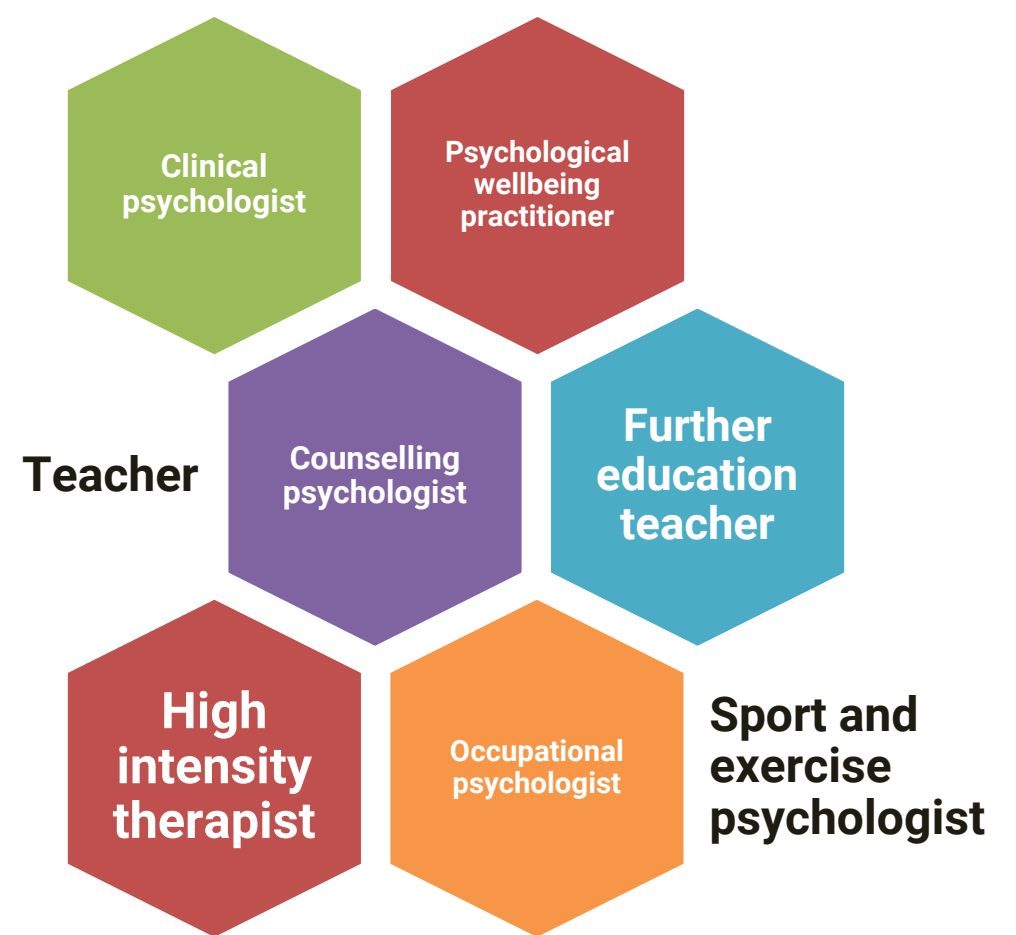 Clinical
psychologist
Psychological
wellbeing
practitioner
Teacher
Counselling
psychologist
Further
education
teacher
High
intensity
therapist
Occupational
psychologist
Sport and
exercise
psychologist